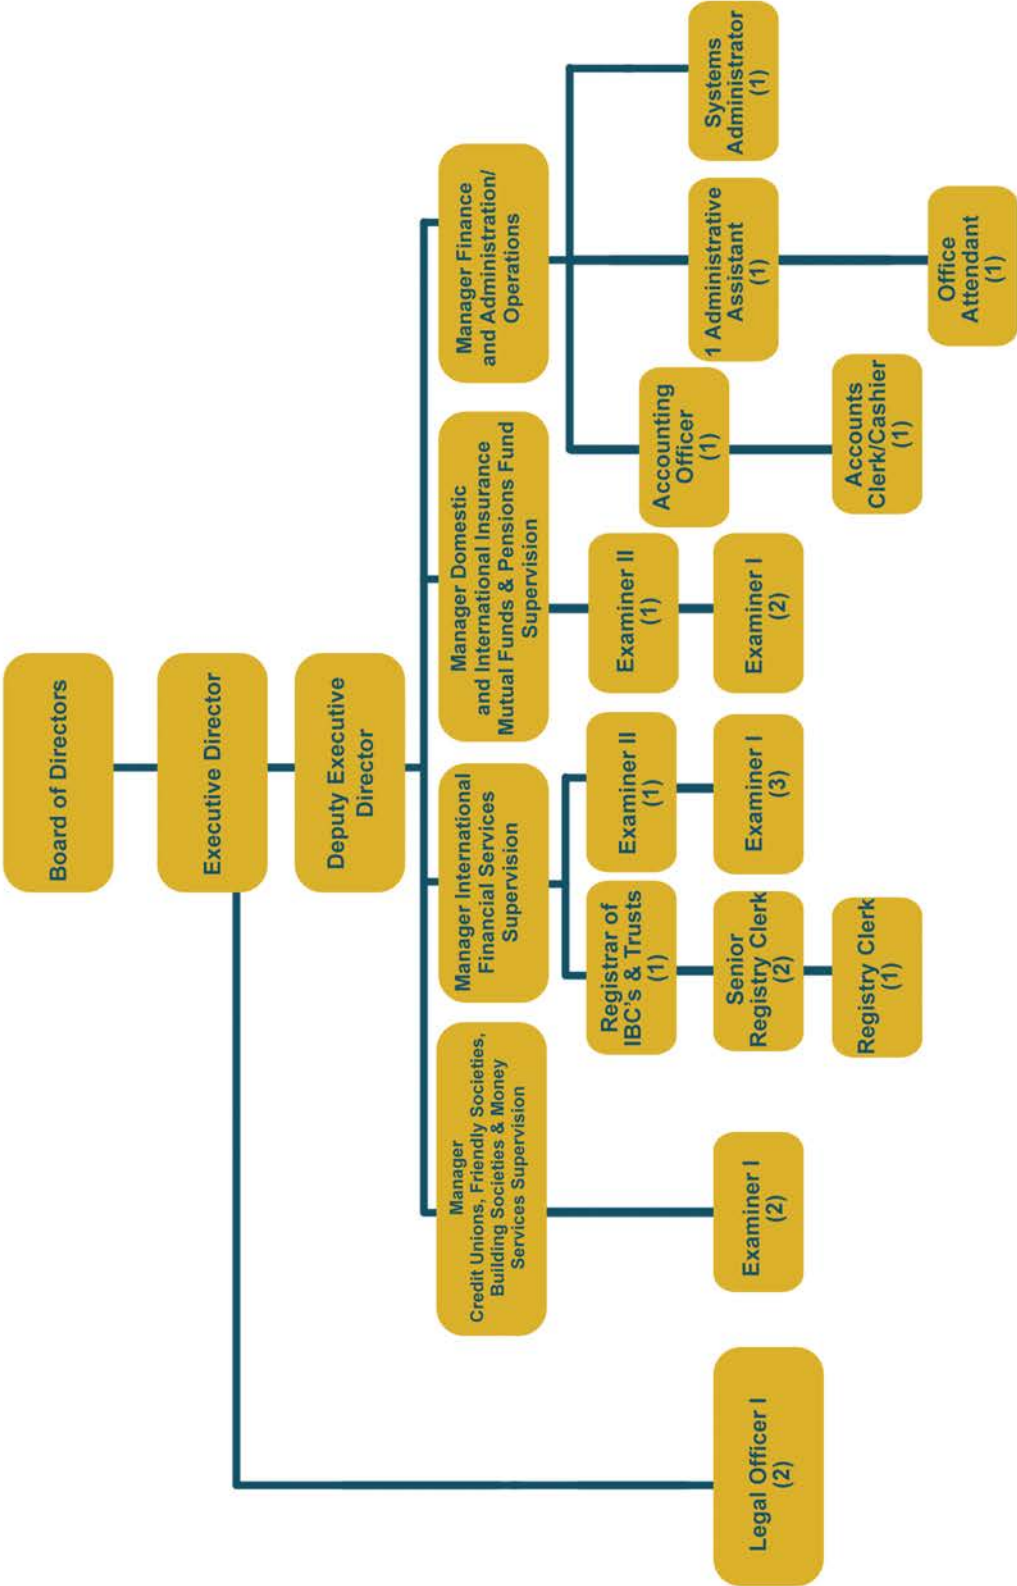 Board of Directors
Executive Director
Deputy Executive
Director
Manager
Credit Unions, Friendly Societies,
Building Societies & Money
Services Supervision
Manager International
Financial Services
Supervision
Manager Domestic
and International Insurance
Mutual Funds & Pensions Fund
Supervision
Manager Finance
and Administration/
Operations
Legal Officer I
(2)
Examiner I
(2)
Registrar of
IBC's & Trusts
(1)
Senior
Registry Clerk
(2)
Registry Clerk
(1)
Examiner II
(1)
Examiner I
(3)
Examiner II
(1)
Examiner I
(2)
Accounting
Officer
(1)
Accounts
Clerk/Cashier
(1)
1 Administrative
Assistant
(1)
Office
Attendant
(1)
Systems
Administrator
(1)